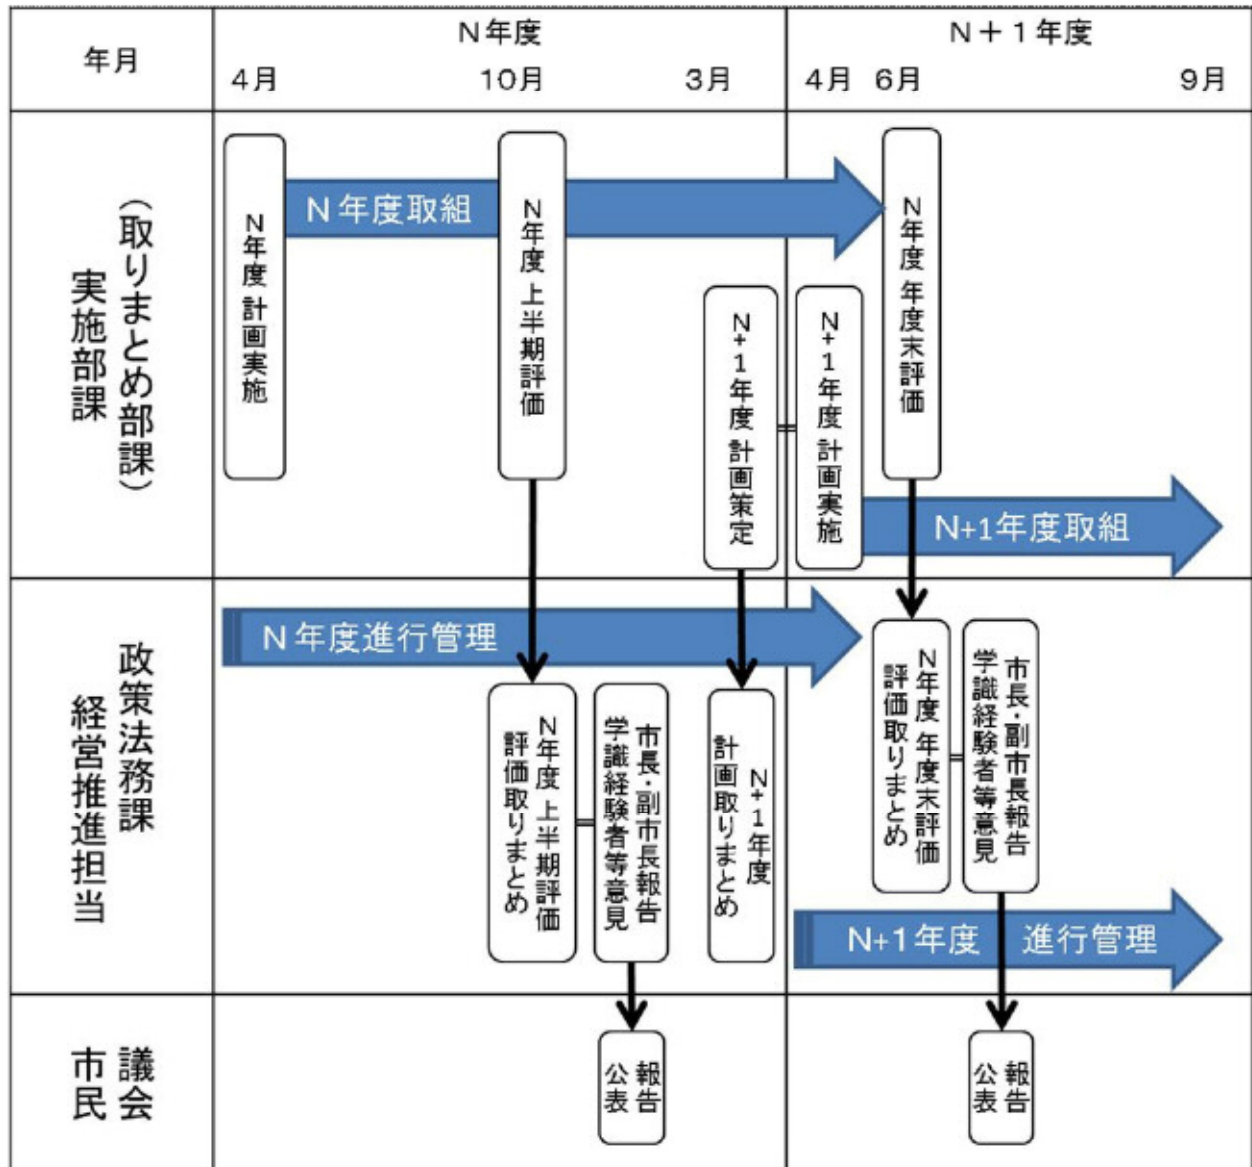 年月
N年度
N＋1年度
4月
10月
3月
4月
6月
9月
（取りまとめ部課）
実施部課
N年度 計画実施
N年度取組
N年度 上半期評価
N+1年度 計画策定
N+1年度 計画実施
N年度 年度末評価
N+1年度取組
政策法務課
経営推進担当
N年度進行管理
N年度 上半期評価
評価取りまとめ
市長・副市長報告
学識経験者等意見
N+1年度
計画取りまとめ
N年度 年度末評価
評価取りまとめ
市長・副市長報告
学識経験者等意見
N+1年度 進行管理
議会
市民
報告
公表
報告
公表